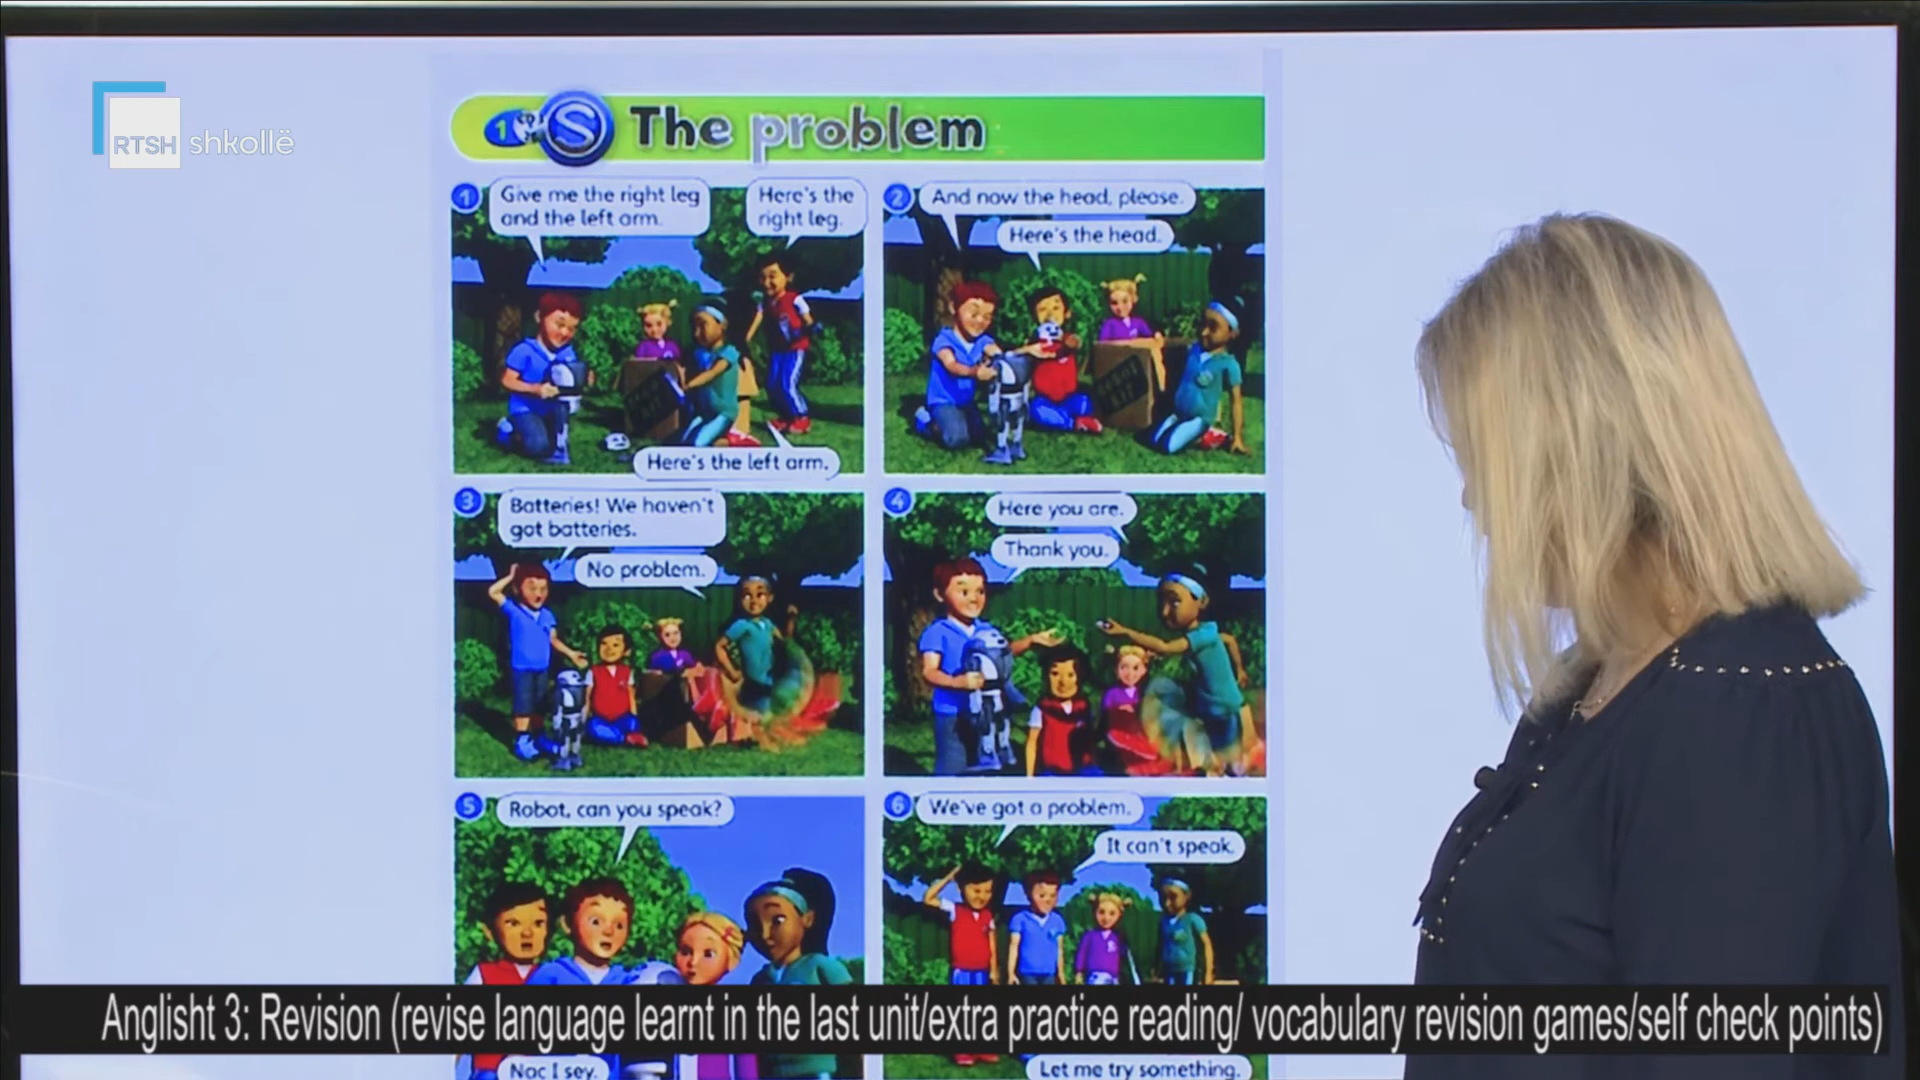 RTSH shkollë
The problem
1
Give me the right leg
and the left arm.
Here's the
right leg.
Here's the left arm.
2
And now the head, please.
Here's the head.
3
Batteries! We haven't
got batteries.
No problem.
4
Here you are.
Thank you.
5
Robot, can you speak?
Nac I sey.
6
We've got a problem.
It can't speak.
Let me try something.
Anglisht 3: Revision (revise language learnt in the last unit/extra practice reading/ vocabulary revision games/self check points)